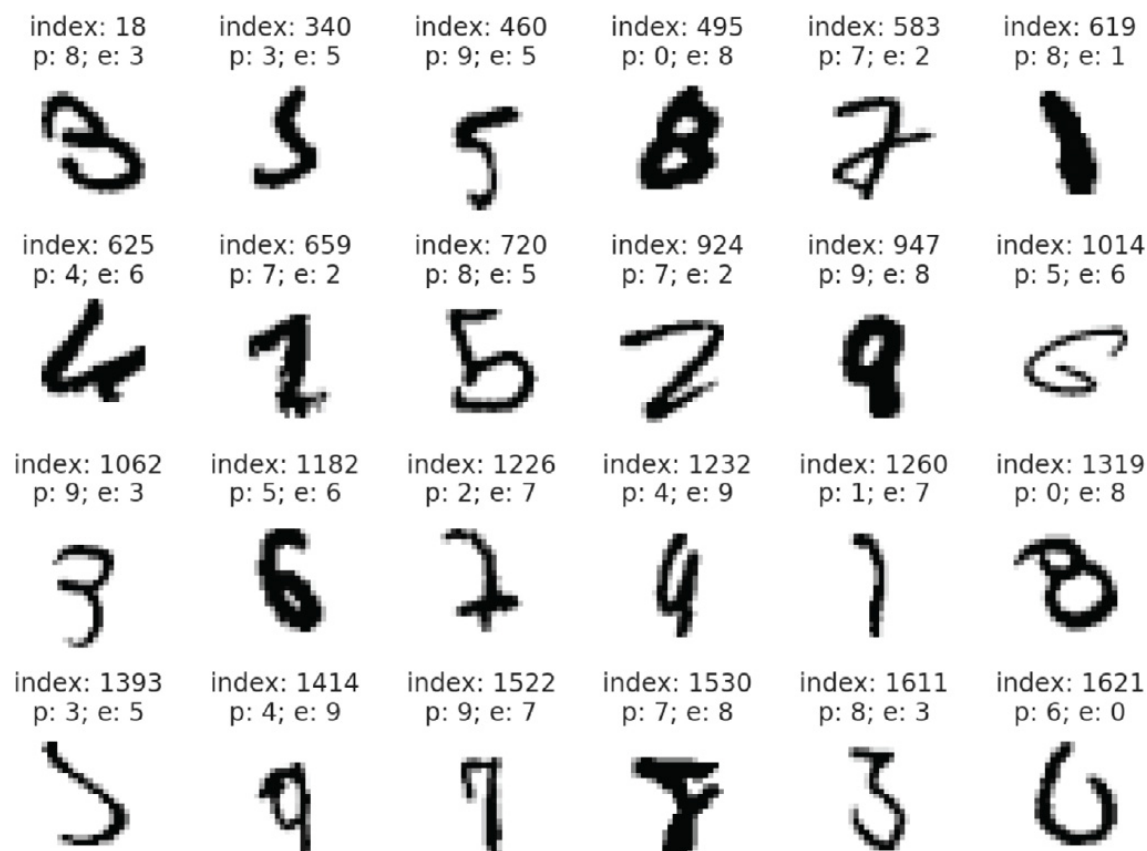 index: 18 index: 340 index: 460 index: 495 index: 583 index: 619
p: 8; e: 3 p: 3; e: 5 p: 9; e: 5 p: 0; e: 8 p: 7; e: 2 p: 8; e: 1
index: 625 index: 659 index: 720 index: 924 index: 947 index: 1014
p: 4; e: 6 p: 7; e: 2 p: 8; e: 5 p: 7; e: 2 p: 9; e: 8 p: 5; e: 6
index: 1062 index: 1182 index: 1226 index: 1232 index: 1260 index: 1319
p: 9; e: 3 p: 5; e: 6 p: 2; e: 7 p: 4; e: 9 p: 1; e: 7 p: 0; e: 8
index: 1393 index: 1414 index: 1522 index: 1530 index: 1611 index: 1621
p: 3; e: 5 p: 4; e: 9 p: 9; e: 7 p: 7; e: 8 p: 8; e: 3 p: 6; e: 0